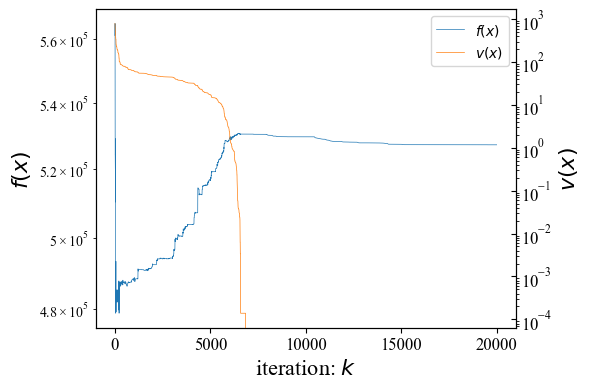 f(x)
v(x)
5.6 × 10⁵
5.4 × 10⁵
5.2 × 10⁵
5 × 10⁵
4.8 × 10⁵
f(x)
10³
10²
10¹
10⁰
10⁻¹
10⁻²
10⁻³
10⁻⁴
v(x)
0 5000 10000 15000 20000
iteration: k